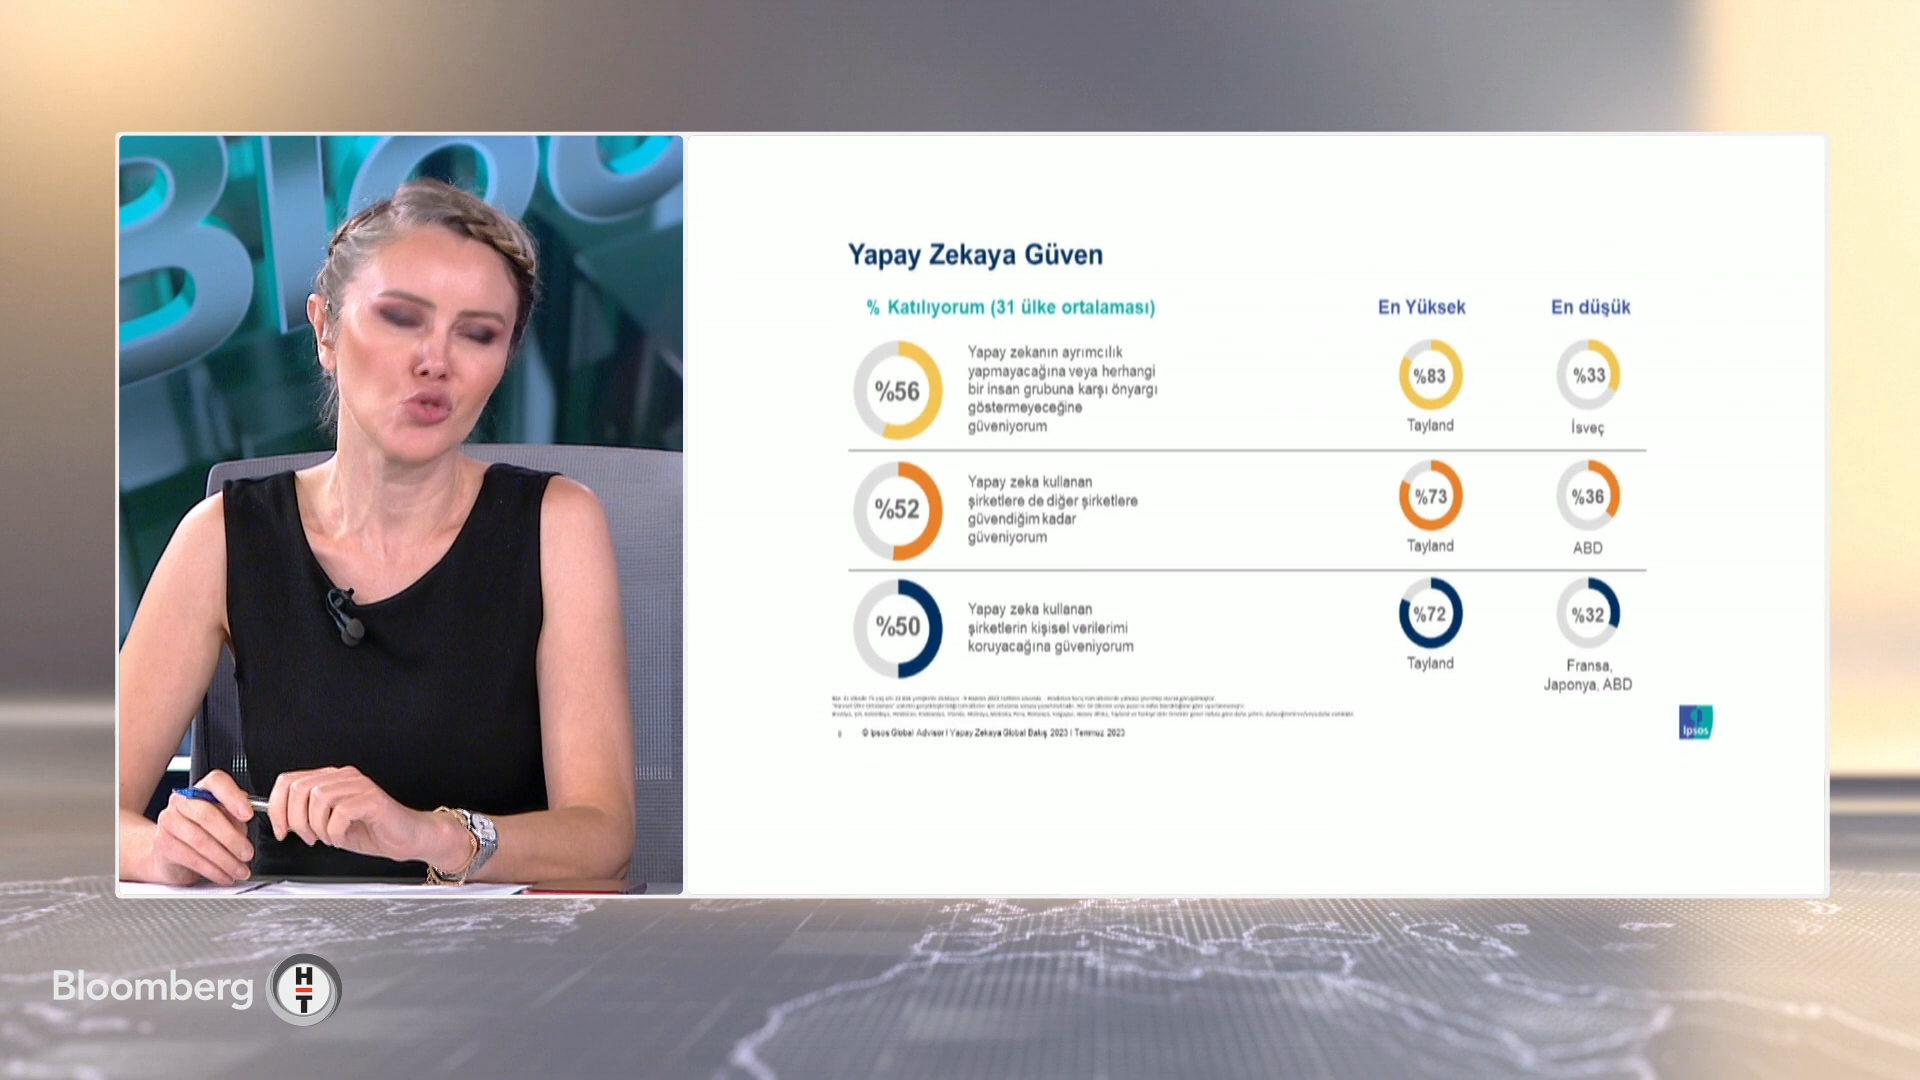 Bloo
Yapay Zekaya Güven
% Katılıyorum (31 ülke ortalaması)
En Yüksek
En düşük
%56
Yapay zekanın ayrımcılık
yapmayacağına veya herhangi
bir insan grubuna karşı önyargı
göstermeyeceğine
güveniyorum
%83
Tayland
%33
İsveç
%52
Yapay zeka kullanan
şirketlere de diğer şirketlere
güvendiğim kadar
güveniyorum
%73
Tayland
%36
ABD
%50
Yapay zeka kullanan
şirketlerin kişisel verilerimi
koruyacağına güveniyorum
%72
Tayland
%32
Fransa,
Japonya, ABD
© Ipsos Global Advisor I Yapay Zekaya Global Bakış 2023 I Temmuz 2023
Ipsos
Bloomberg HT